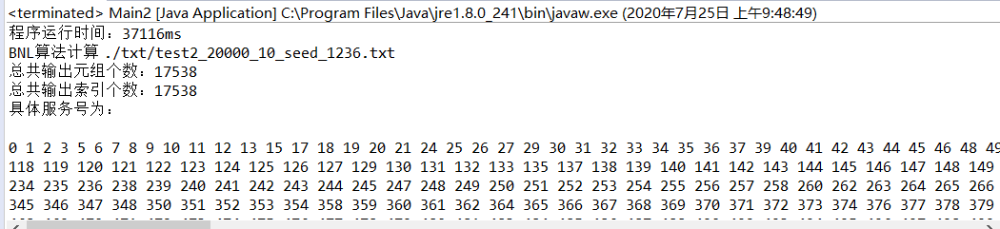 <terminated> Main2 [Java Application] C:\Program Files\Java\jre1.8.0_241\bin\javaw.exe (2020年7月25日 上午9:48:49)
程序运行时间：37116ms
BNL算法计算 ./txt/test2_20000_10_seed_1236.txt
总共输出元组个数：17538
总共输出索引个数：17538
具体服务号为：
0 1 2 3 5 6 7 8 9 10 11 12 13 15 17 18 19 20 21 24 25 26 27 29 30 31 32 33 34 35 36 37 39 40 41 42 43 44 45 46 48 49
118 119 120 121 122 123 124 125 126 127 129 130 131 132 133 135 137 138 139 140 141 142 143 144 145 146 147 148 149
234 235 236 238 239 240 241 242 243 244 245 247 248 249 250 251 252 253 254 255 256 257 258 260 262 263 264 265 266
345 346 347 348 350 351 352 353 354 358 359 360 361 362 364 365 366 367 368 369 370 371 372 373 374 376 377 378 379